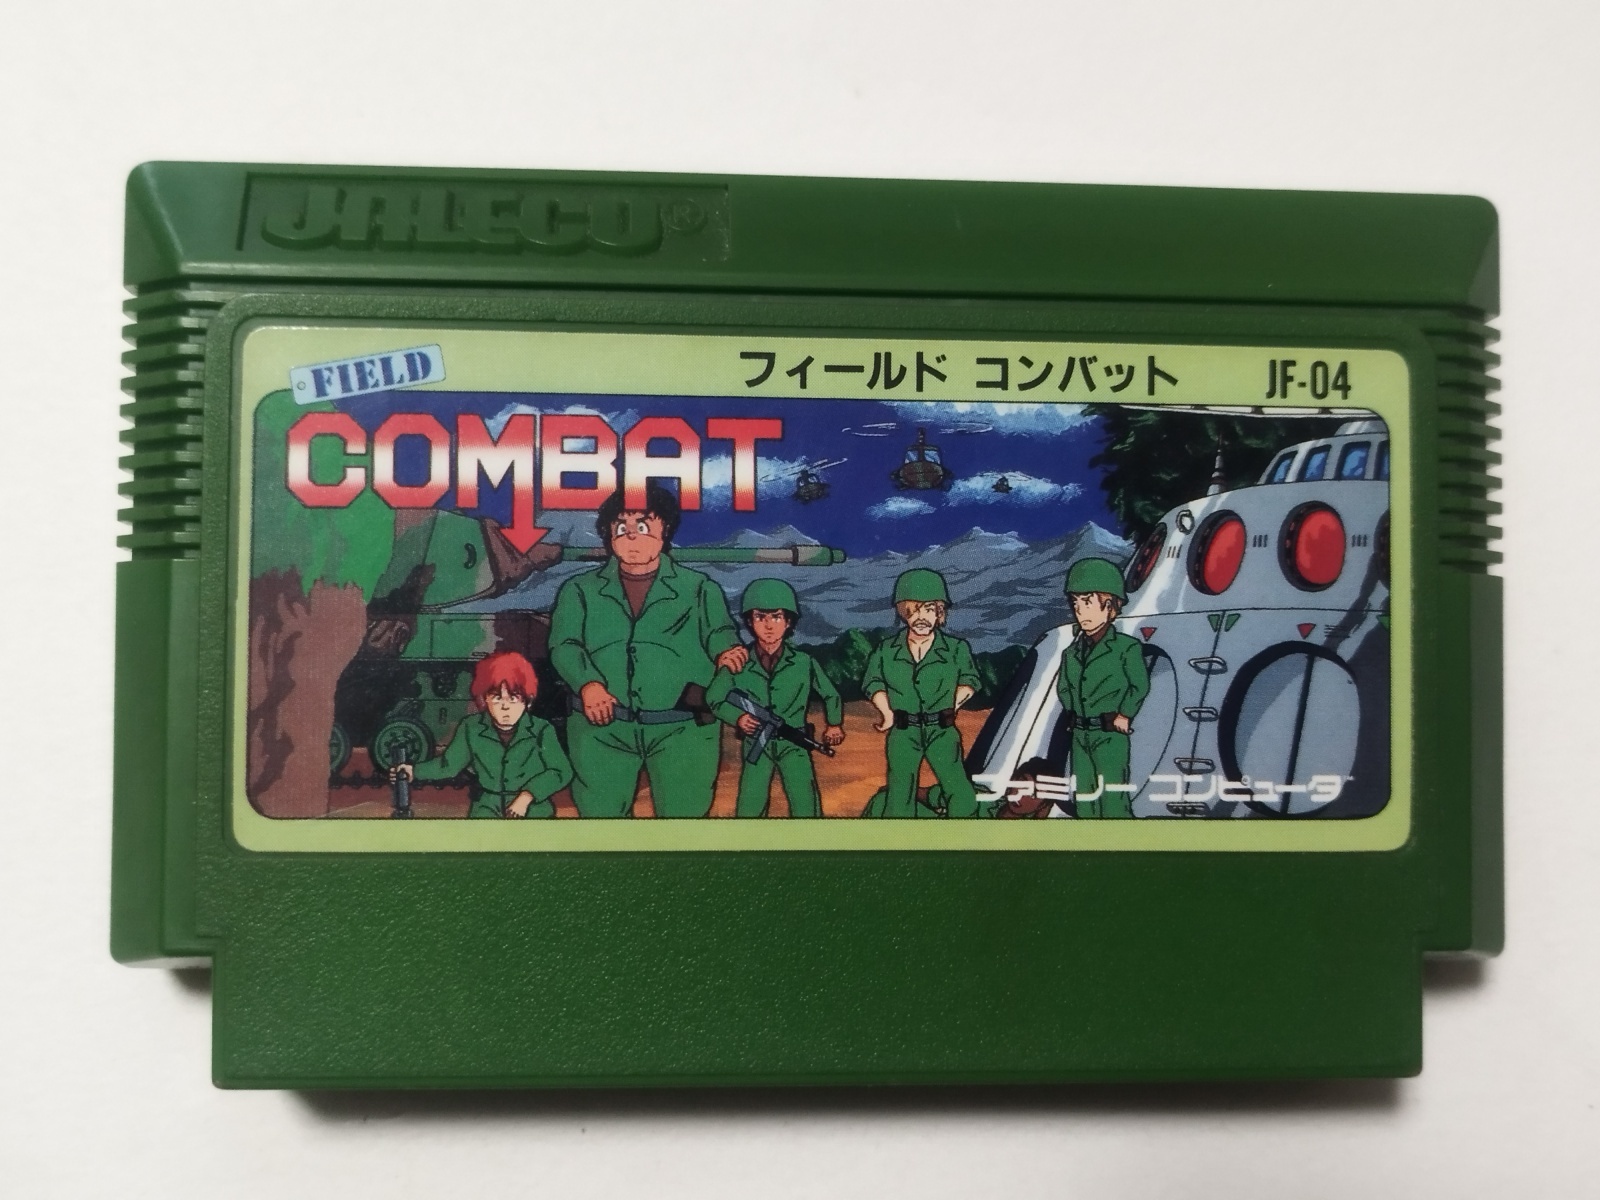 JALECO®
FIELD
COMBAT
フィールド コンバット
JF-04
ファミリー コンピュータ